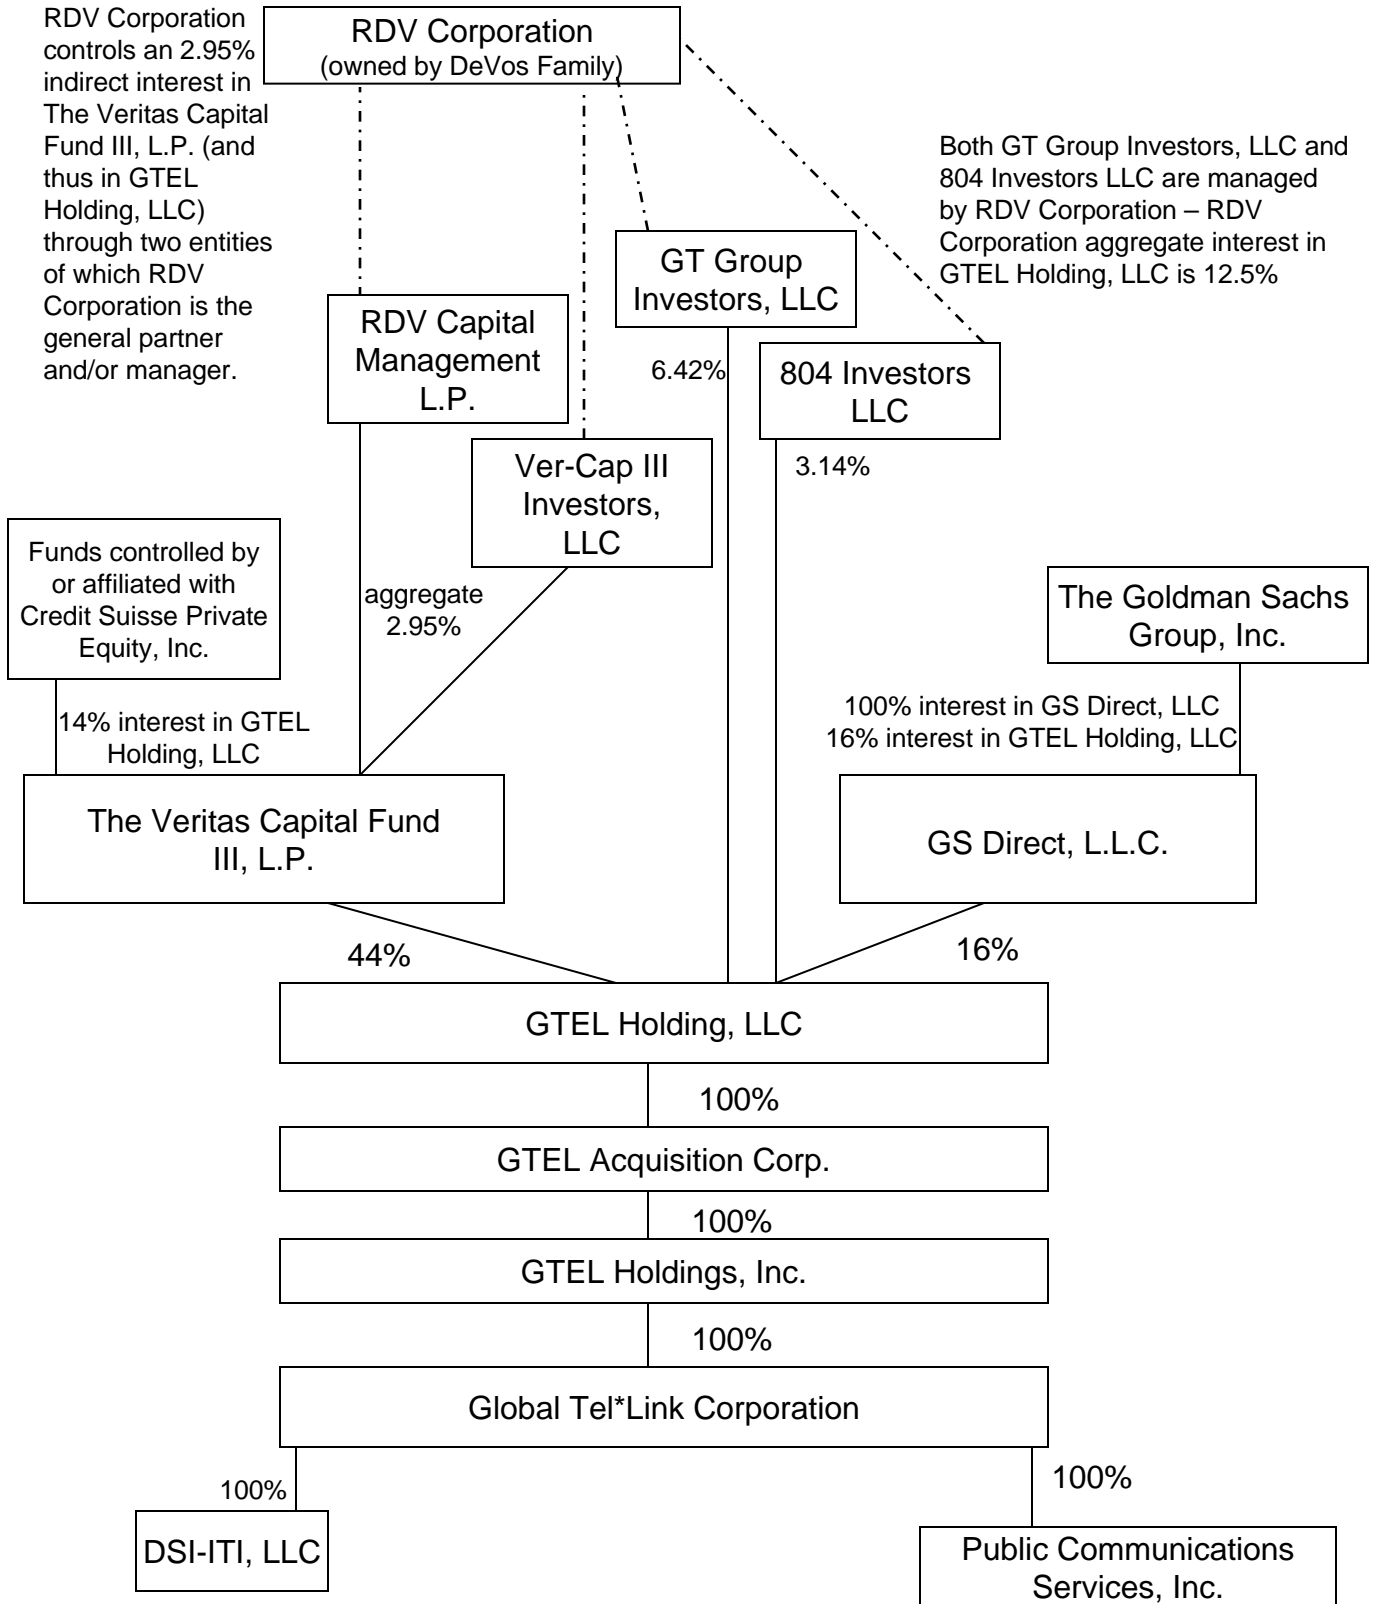 RDV Corporation
controls an 2.95%
indirect interest in
The Veritas Capital
Fund III, L.P. (and
thus in GTEL
Holding, LLC)
through two entities
of which RDV
Corporation is the
general partner
and/or manager.
RDV Corporation
(owned by DeVos Family)
Both GT Group Investors, LLC and
804 Investors LLC are managed
by RDV Corporation – RDV
Corporation aggregate interest in
GTEL Holding, LLC is 12.5%
GT Group
Investors, LLC
RDV Capital
Management
L.P.
6.42%
804 Investors
LLC
3.14%
Ver-Cap III
Investors,
LLC
Funds controlled by
or affiliated with
Credit Suisse Private
Equity, Inc.
aggregate
2.95%
The Goldman Sachs
Group, Inc.
14% interest in GTEL
Holding, LLC
100% interest in GS Direct, LLC
16% interest in GTEL Holding, LLC
The Veritas Capital Fund
III, L.P.
GS Direct, L.L.C.
44%
16%
GTEL Holding, LLC
100%
GTEL Acquisition Corp.
100%
GTEL Holdings, Inc.
100%
Global Tel*Link Corporation
100%
100%
DSI-ITI, LLC
Public Communications
Services, Inc.